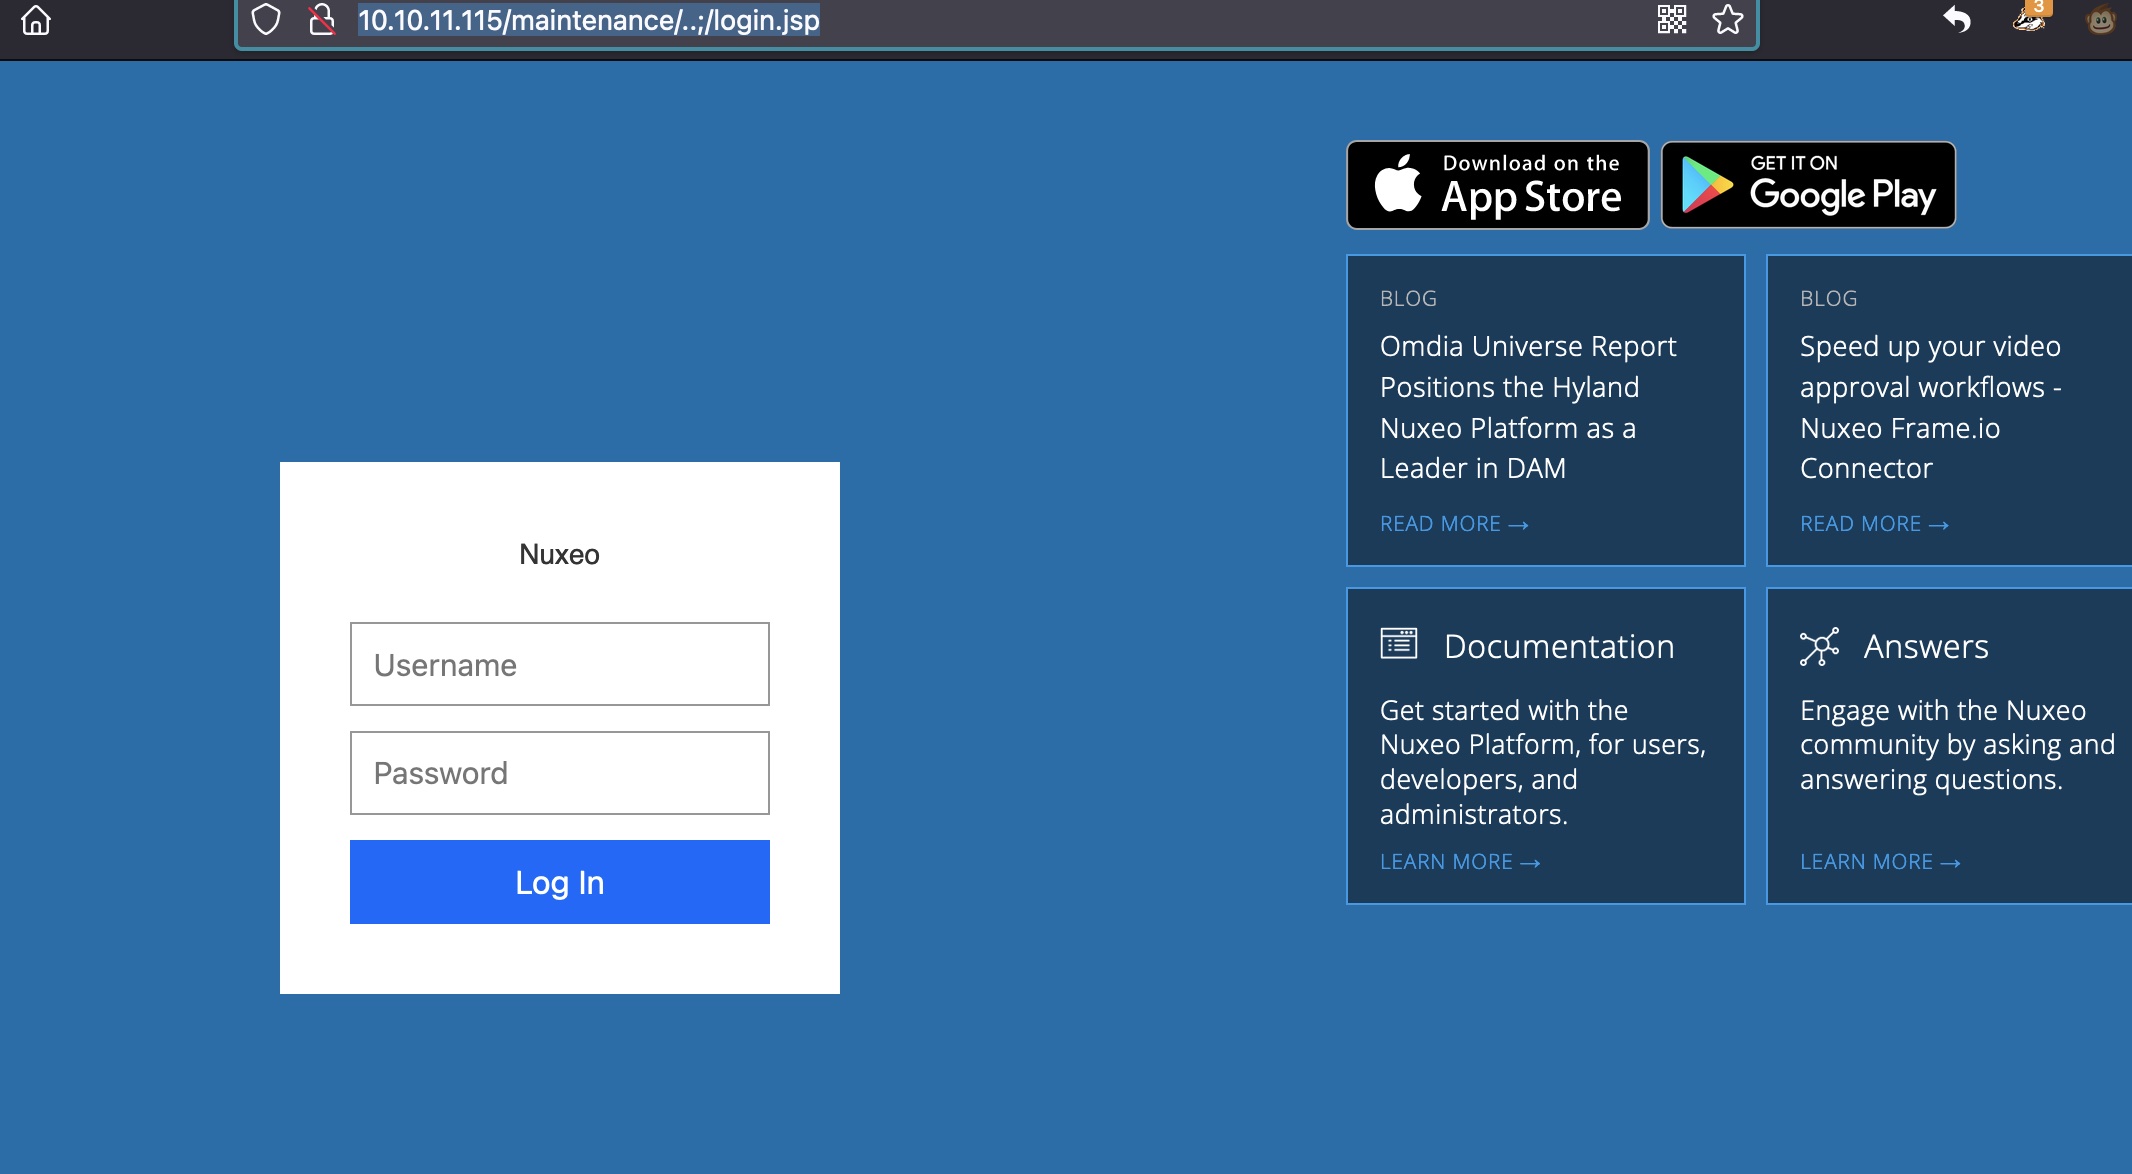 10.10.11.115/maintenance/..;/login.jsp
3
Download on the
App Store
GET IT ON
Google Play
BLOG
Omdia Universe Report
Positions the Hyland
Nuxeo Platform as a
Leader in DAM
READ MORE →
BLOG
Speed up your video
approval workflows -
Nuxeo Frame.io
Connector
READ MORE →
Nuxeo
Username
Password
Log In
Documentation
Get started with the
Nuxeo Platform, for users,
developers, and
administrators.
LEARN MORE →
Answers
Engage with the Nuxeo
community by asking and
answering questions.
LEARN MORE →